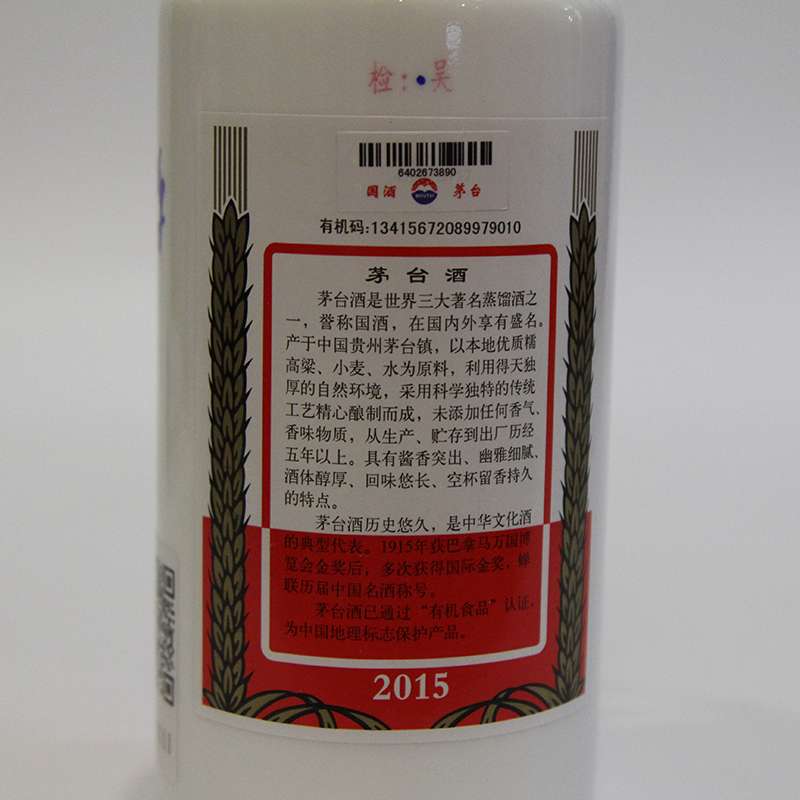 检:吴
6402673890
国酒 茅台
有机码:13415672089979010
茅台酒
茅台酒是世界三大著名蒸馏酒之
一,誉称国酒,在国内外享有盛名。
产于中国贵州茅台镇,以本地优质糯
高粱、小麦、水为原料,利用得天独
厚的自然环境,采用科学独特的传统
工艺精心酿制而成,未添加任何香气、
香味物质,从生产、贮存到出厂历经
五年以上。具有酱香突出、幽雅细腻、
酒体醇厚、回味悠长、空杯留香持久
的特点。
茅台酒历史悠久,是中华文化酒
的典型代表。1915年获巴拿马万国博
览会金奖后,多次获得国际金奖,蝉
联历届中国名酒称号。
茅台酒已通过“有机食品”认证,
为中国地理标志保护产品。
2015